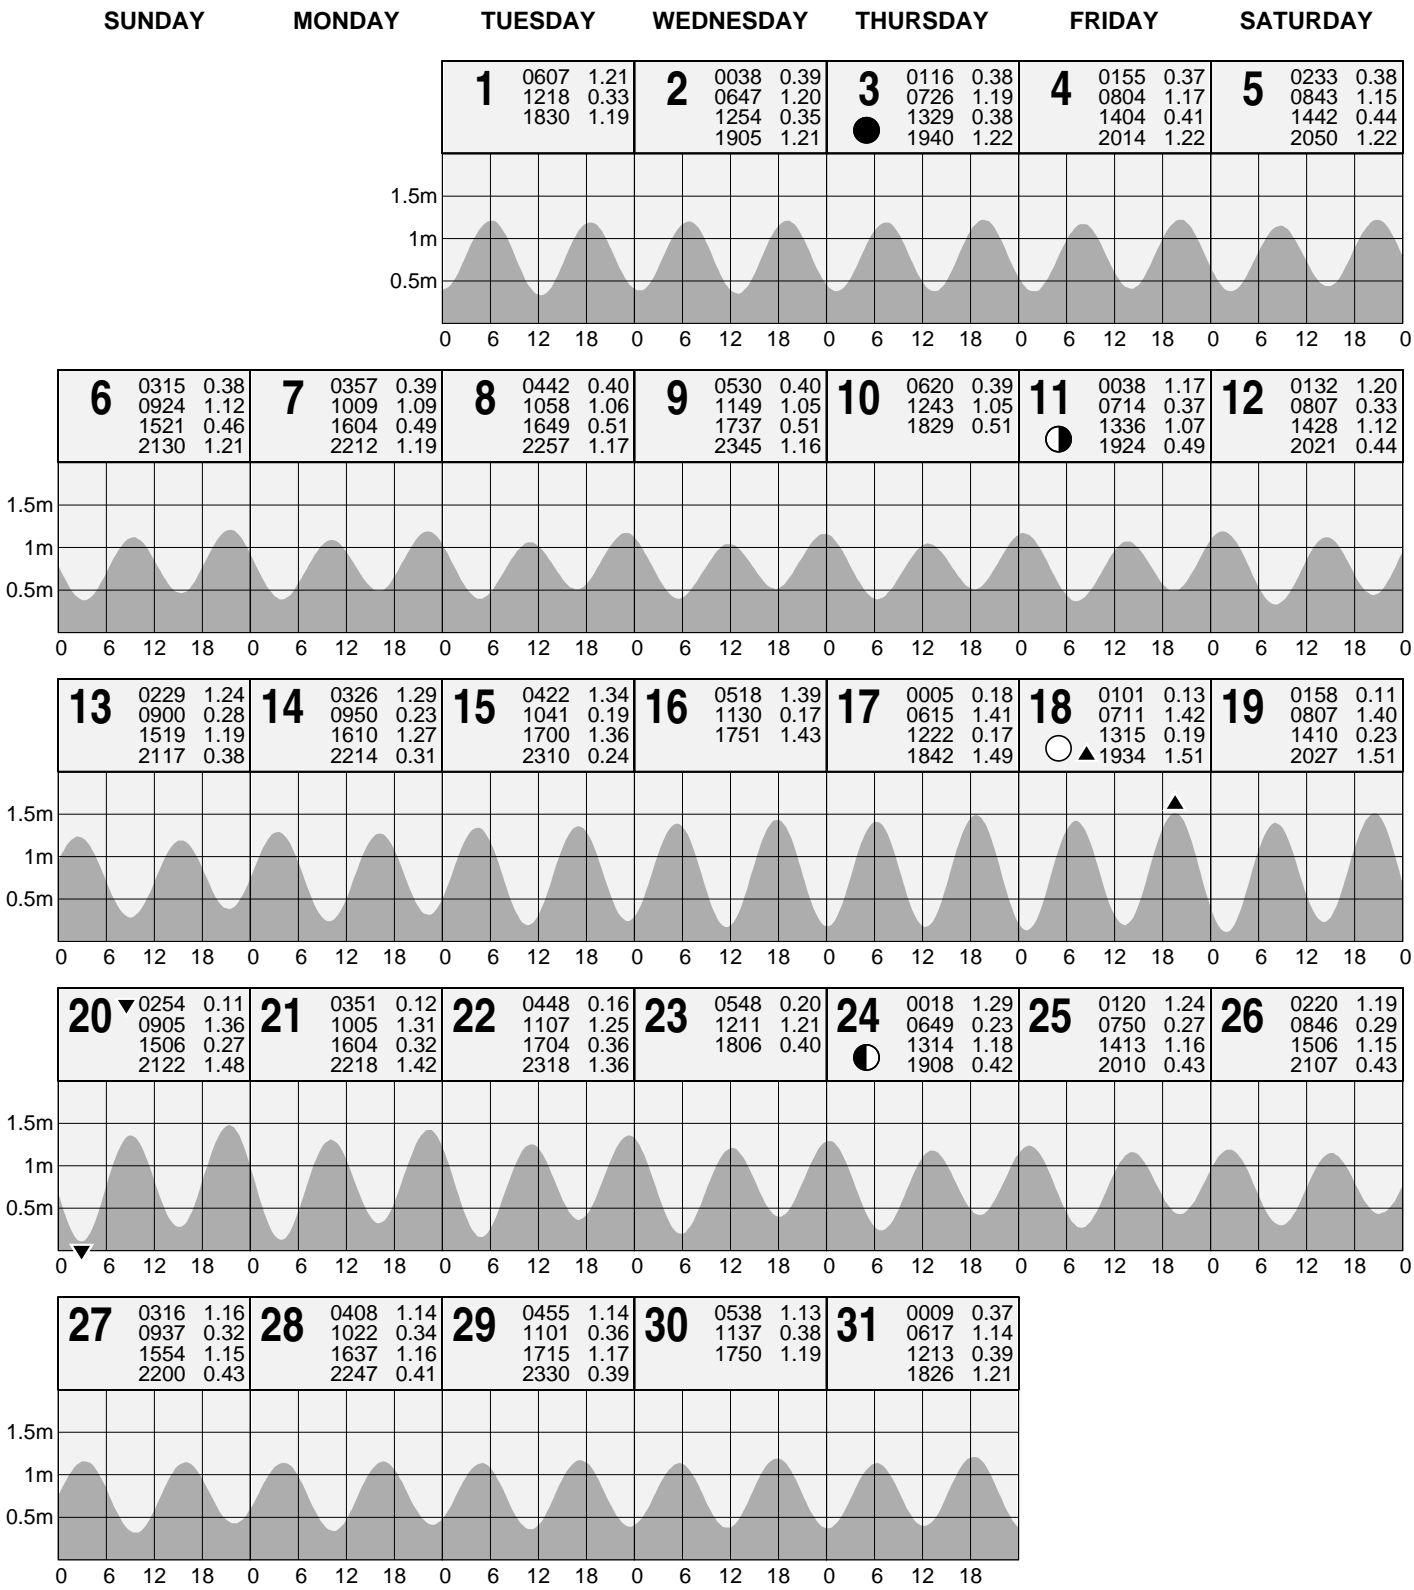 SUNDAY MONDAY TUESDAY WEDNESDAY THURSDAY FRIDAY SATURDAY
1 0607 1.21
1218 0.33
1830 1.19
2 0038 0.39
0647 1.20
1254 0.35
1905 1.21
3 0116 0.38
0726 1.19
1329 0.38
1940 1.22
4 0155 0.37
0804 1.17
1404 0.41
2014 1.22
5 0233 0.38
0843 1.15
1442 0.44
2050 1.22
1.5m
1m
0.5m
0 6 12 18 0 6 12 18 0 6 12 18 0 6 12 18 0 6 12 18 0
6 0315 0.38
0924 1.12
1521 0.46
2130 1.21
7 0357 0.39
1009 1.09
1604 0.49
2212 1.19
8 0442 0.40
1058 1.06
1649 0.51
2257 1.17
9 0530 0.40
1149 1.05
1737 0.51
2345 1.16
10 0620 0.39
1243 1.05
1829 0.51
11 0038 1.17
0714 0.37
1336 1.07
1924 0.49
12 0132 1.20
0807 0.33
1428 1.12
2021 0.44
1.5m
1m
0.5m
0 6 12 18 0 6 12 18 0 6 12 18 0 6 12 18 0 6 12 18 0 6 12 18 0 6 12 18 0
13 0229 1.24
0900 0.28
1519 1.19
2117 0.38
14 0326 1.29
0950 0.23
1610 1.27
2214 0.31
15 0422 1.34
1041 0.19
1700 1.36
2310 0.24
16 0518 1.39
1130 0.17
1751 1.43
17 0005 0.18
0615 1.41
1222 0.17
1842 1.49
18 0101 0.13
0711 1.42
1315 0.19
1934 1.51
19 0158 0.11
0807 1.40
1410 0.23
2027 1.51
1.5m
1m
0.5m
0 6 12 18 0 6 12 18 0 6 12 18 0 6 12 18 0 6 12 18 0 6 12 18 0 6 12 18 0
20 0254 0.11
0905 1.36
1506 0.27
2122 1.48
21 0351 0.12
1005 1.31
1604 0.32
2218 1.42
22 0448 0.16
1107 1.25
1704 0.36
2318 1.36
23 0548 0.20
1211 1.21
1806 0.40
24 0018 1.29
0649 0.23
1314 1.18
1908 0.42
25 0120 1.24
0750 0.27
1413 1.16
2010 0.43
26 0220 1.19
0846 0.29
1506 1.15
2107 0.43
1.5m
1m
0.5m
0 6 12 18 0 6 12 18 0 6 12 18 0 6 12 18 0 6 12 18 0 6 12 18 0 6 12 18 0
27 0316 1.16
0937 0.32
1554 1.15
2200 0.43
28 0408 1.14
1022 0.34
1637 1.16
2247 0.41
29 0455 1.14
1101 0.36
1715 1.17
2330 0.39
30 0538 1.13
1137 0.38
1750 1.19
31 0009 0.37
0617 1.14
1213 0.39
1826 1.21
1.5m
1m
0.5m
0 6 12 18 0 6 12 18 0 6 12 18 0 6 12 18 0 6 12 18